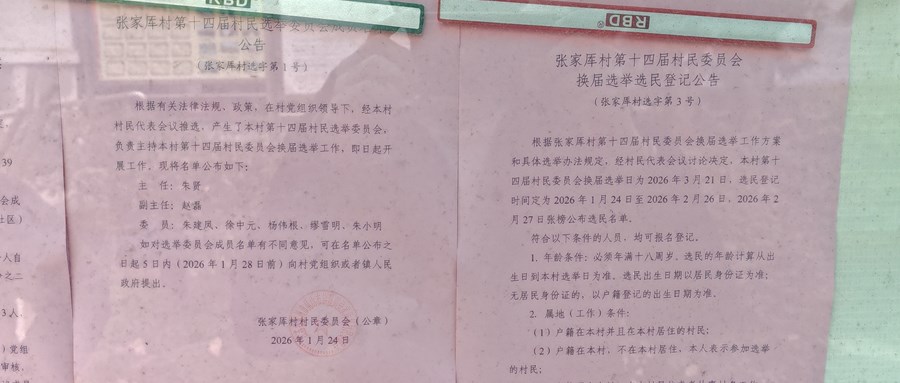 RBD
张家厍村第十四届村民选举委员会成员
公告
（张家厍村选字第1号）
根据有关法律法规、政策，在村党组织领导下，经本村
村民代表会议推选，产生了本村第十四届村民选举委员会，
负责主持本村第十四届村民委员会换届选举工作，即日起开
展工作。现将名单公布如下：
主　任：朱贤
副主任：赵磊
委　员：朱建凤、徐中元、杨伟根、缪雪明、朱小明
如对选举委员会成员名单有不同意见，可在名单公布之
日起5日内（2026年1月28日前）向村党组织或者镇人民
政府提出。
张家厍村村民委员会（公章）
2026年1月24日
RBD
张家厍村第十四届村民委员会
换届选举选民登记公告
（张家厍村选字第3号）
根据张家厍村第十四届村民委员会换届选举工作方案
和具体选举办法规定，经村民代表会议讨论决定，本村第十
四届村民委员会换届选举日为2026年3月21日，选民登记
时间定为2026年1月24日至2026年2月26日，2026年2
月27日张榜公布选民名单。
符合以下条件的人员，均可报名登记。
1. 年龄条件：必须年满十八周岁。选民的年龄计算从出
生日到本村选举日为准。选民出生日期以居民身份证为准；
无居民身份证的，以户籍登记的出生日期为准。
2. 属地（工作）条件：
（1）户籍在本村并且在本村居住的村民；
（2）户籍在本村，不在本村居住，本人表示参加选举
的村民；
39
会成
社区）
人自
之二
3人.
）党组
审核.